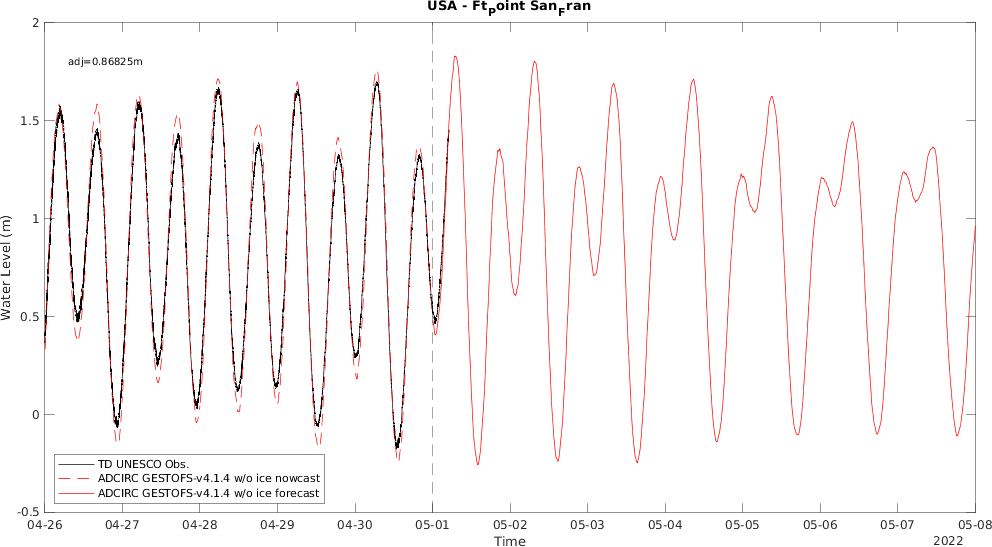 USA - Ft_Point San_Fran
adj=0.86825m
2
1.5
1
0.5
0
-0.5
Water Level (m)
TD UNESCO Obs.
ADCIRC GESTOFS-v4.1.4 w/o ice nowcast
ADCIRC GESTOFS-v4.1.4 w/o ice forecast
04-26 04-27 04-28 04-29 04-30 05-01 05-02 05-03 05-04 05-05 05-06 05-07 05-08
Time
2022